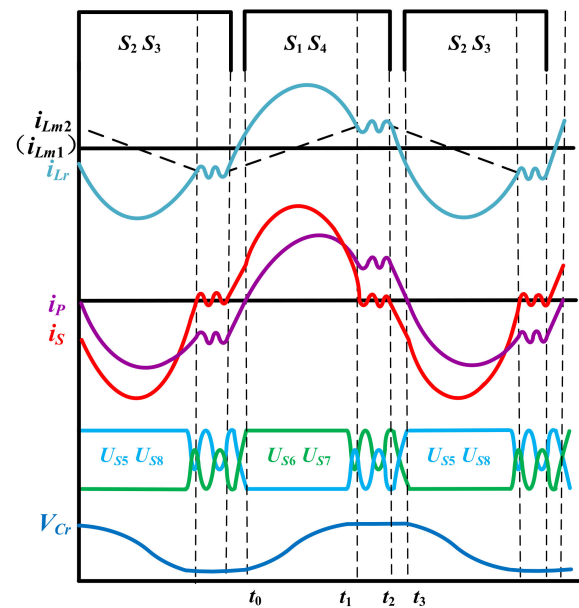 S2 S3 S1 S4 S2 S3
iLm2
(iLm1)
iLr
iP
iS
US5 US8 US6 US7 US5 US8
VCr
t0 t1 t2 t3